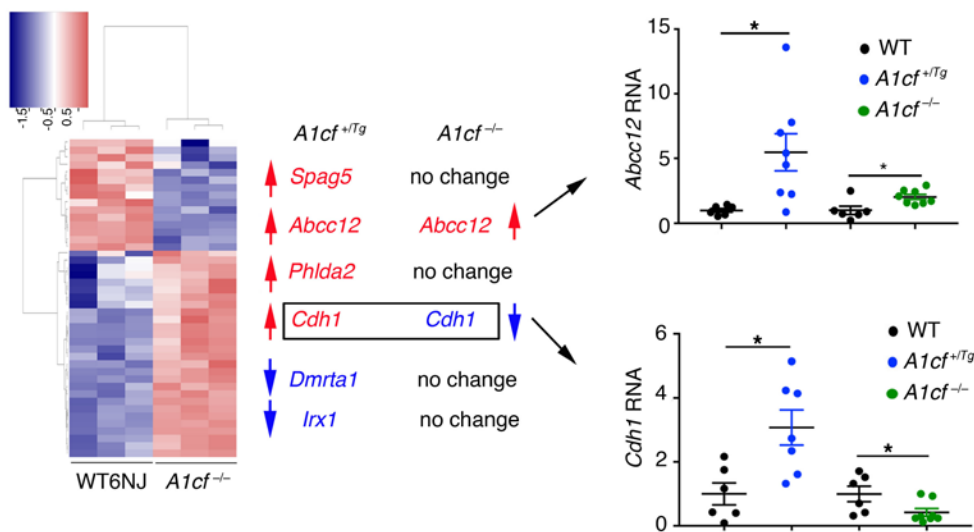 -1.5
-0.5
0.5
A1cf +/Tg
A1cf −/−
Spag5
no change
Abcc12
Abcc12
Phlda2
no change
Cdh1
Cdh1
Dmrta1
no change
Irx1
no change
WT6NJ
A1cf −/−
Abcc12 RNA
15
10
5
0
*
*
WT
A1cf +/Tg
A1cf −/−
Cdh1 RNA
6
4
2
0
*
*
WT
A1cf +/Tg
A1cf −/−